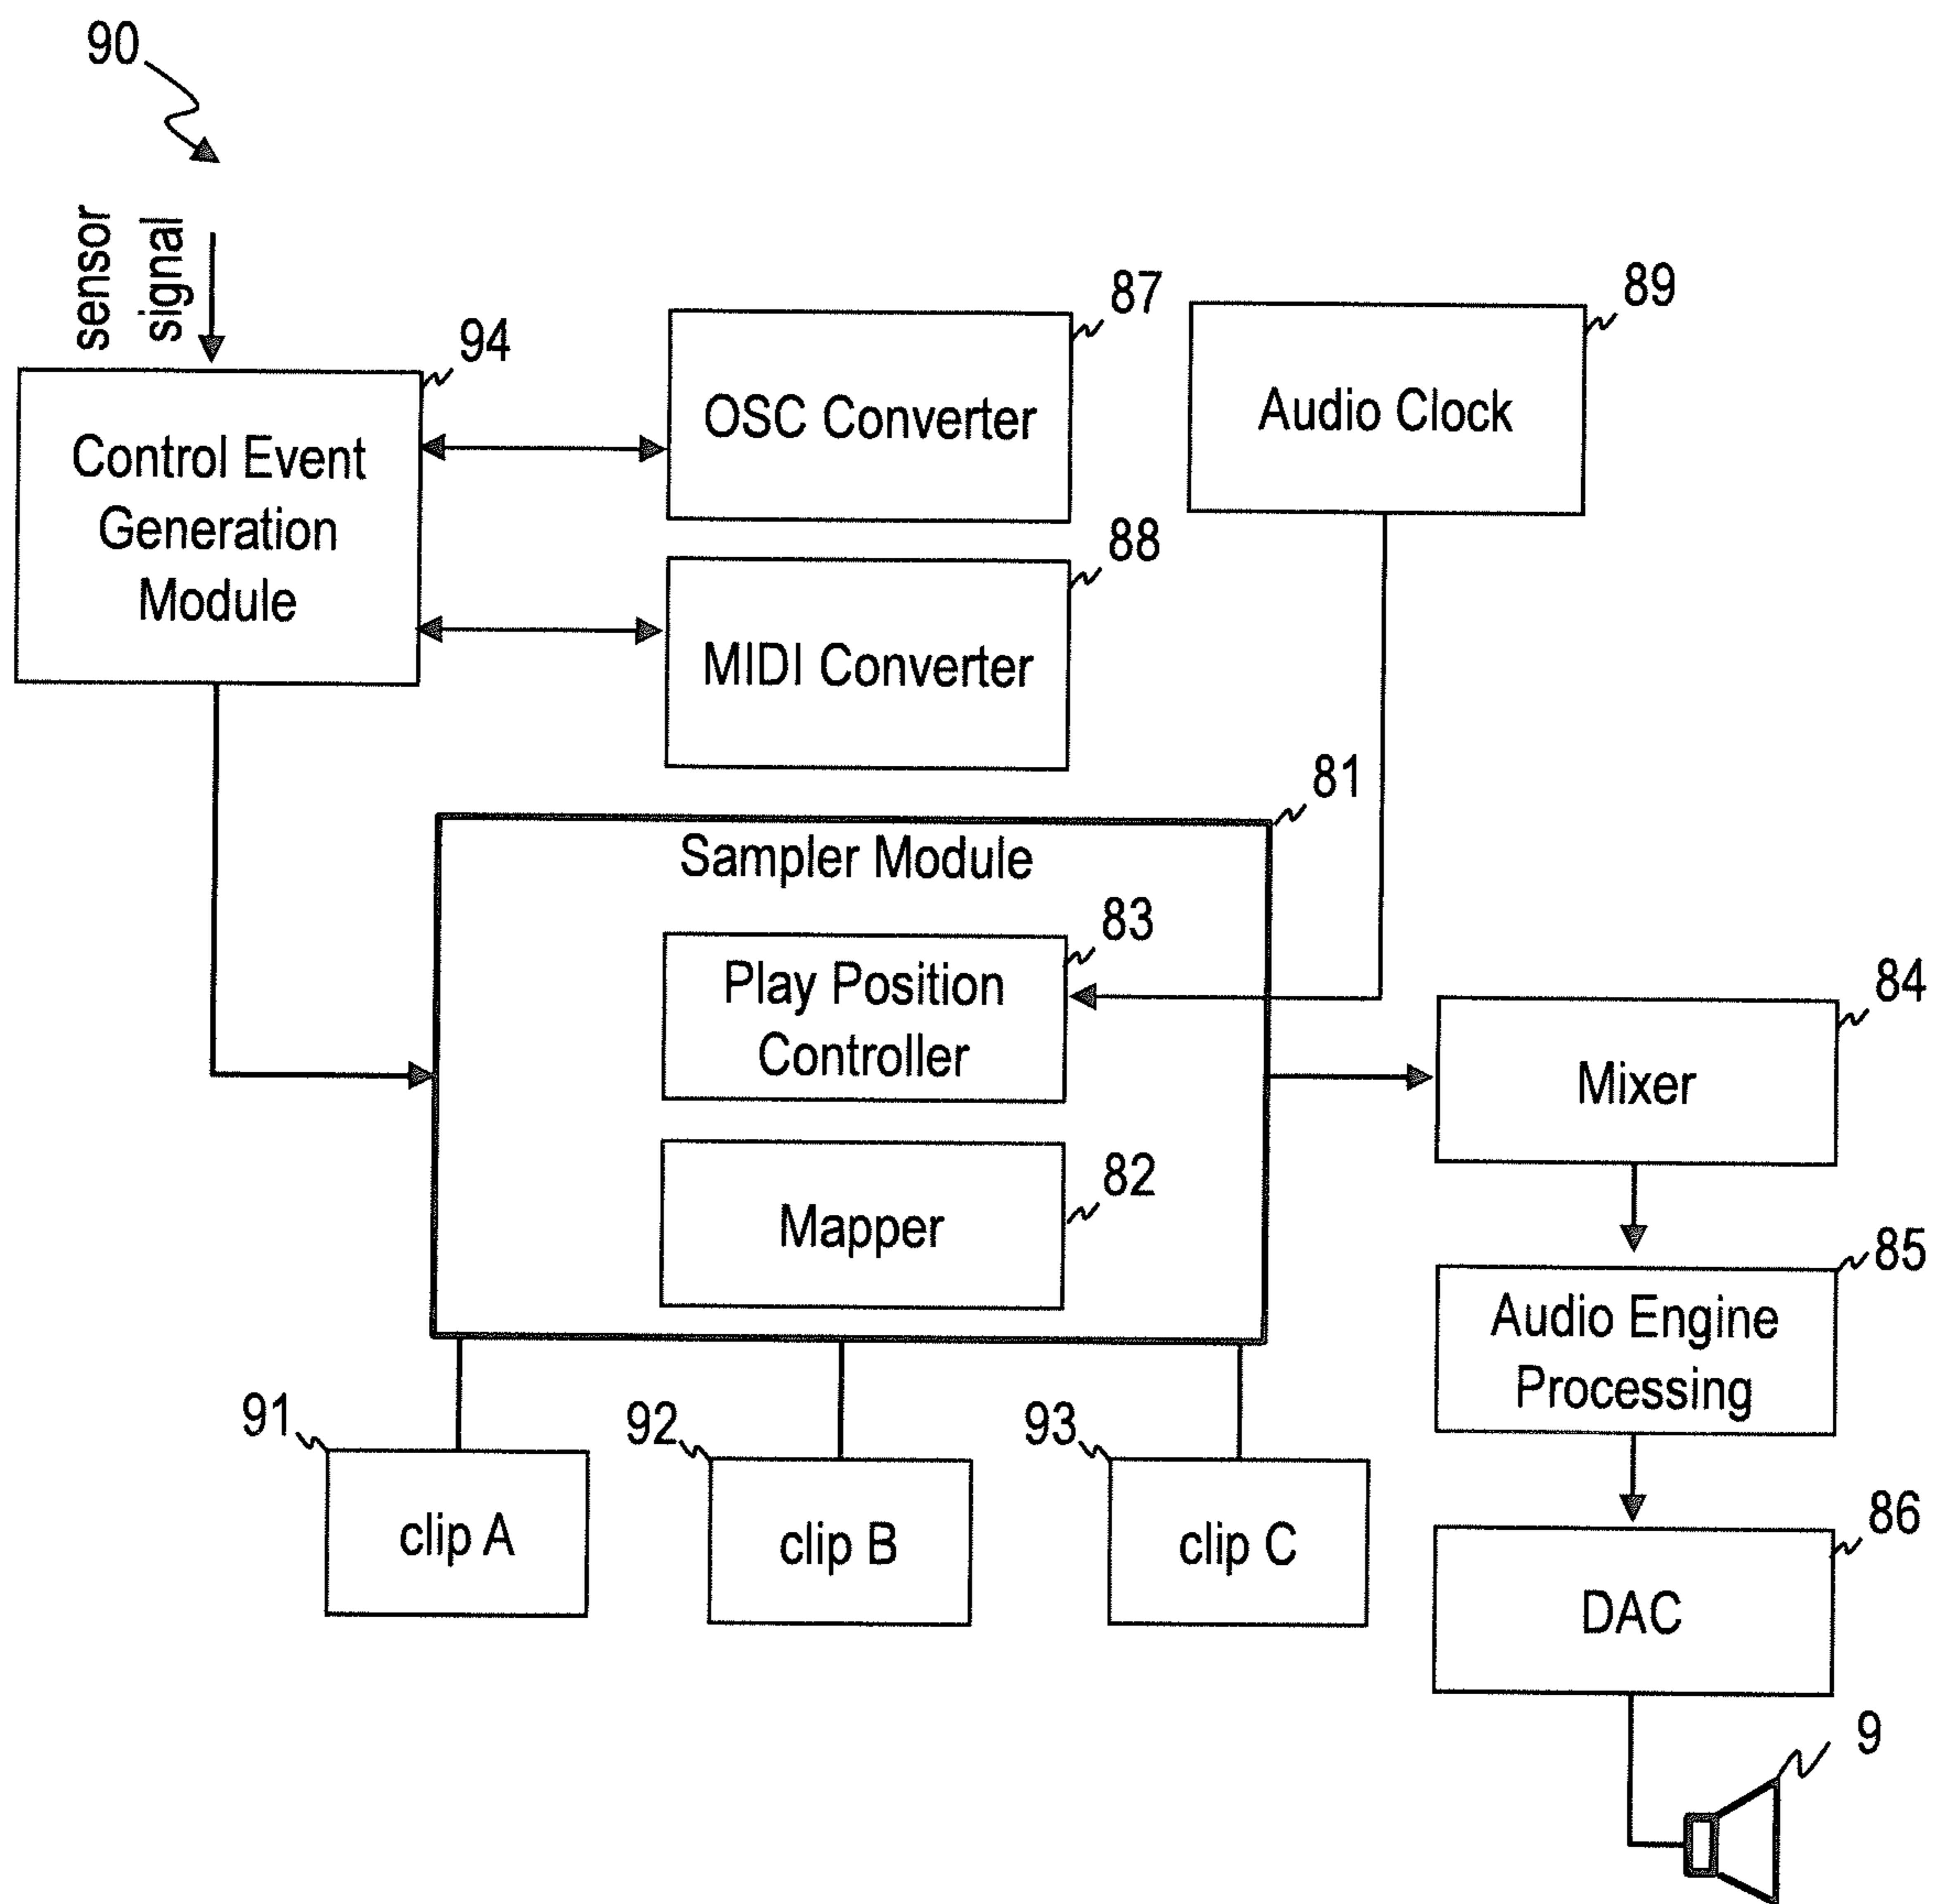 90
sensor
signal
94
Control Event
Generation
Module
87
OSC Converter
89
Audio Clock
88
MIDI Converter
81
Sampler Module
83
Play Position
Controller
82
Mapper
84
Mixer
85
Audio Engine
Processing
91
clip A
92
clip B
93
clip C
86
DAC
9